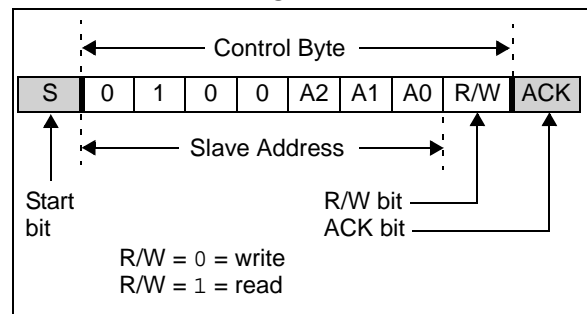 Control Byte
S 0 1 0 0 A2 A1 A0 R/W ACK
Slave Address
Start
bit
R/W bit
ACK bit
R/W = 0 = write
R/W = 1 = read